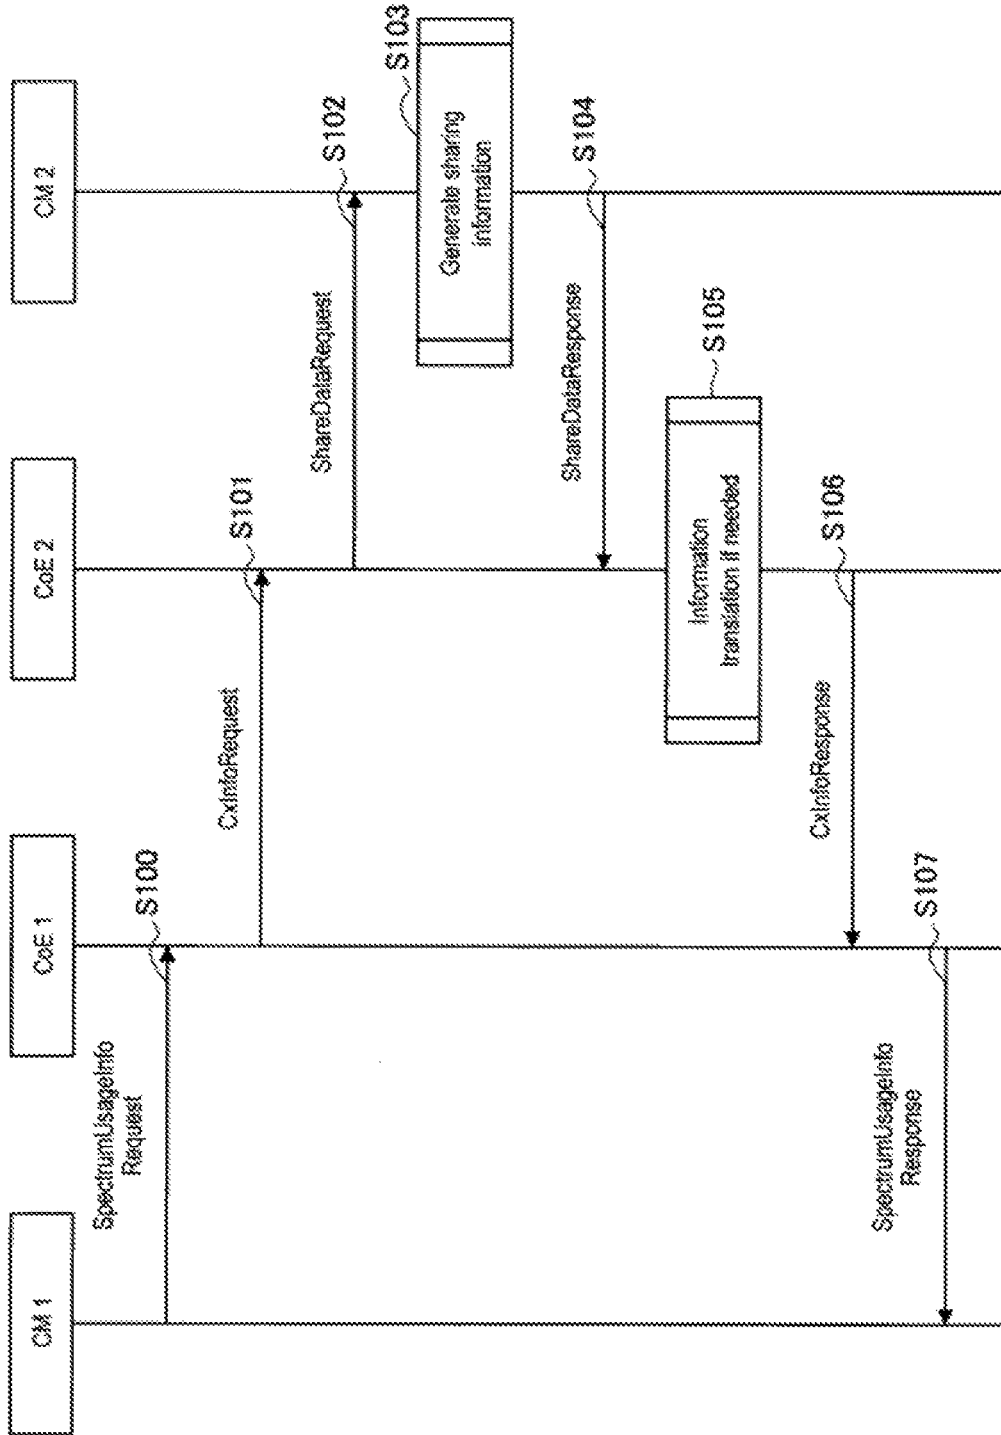 CM 1
CoE 1
CoE 2
CM 2
SpectrumUsageInfo
Request
S100
CxInfoRequest
S101
ShareDataRequest
S102
Generate sharing
information
S103
ShareDataResponse
S104
Information
translation if needed
S105
CxInfoResponse
S106
SpectrumUsageInfo
Response
S107